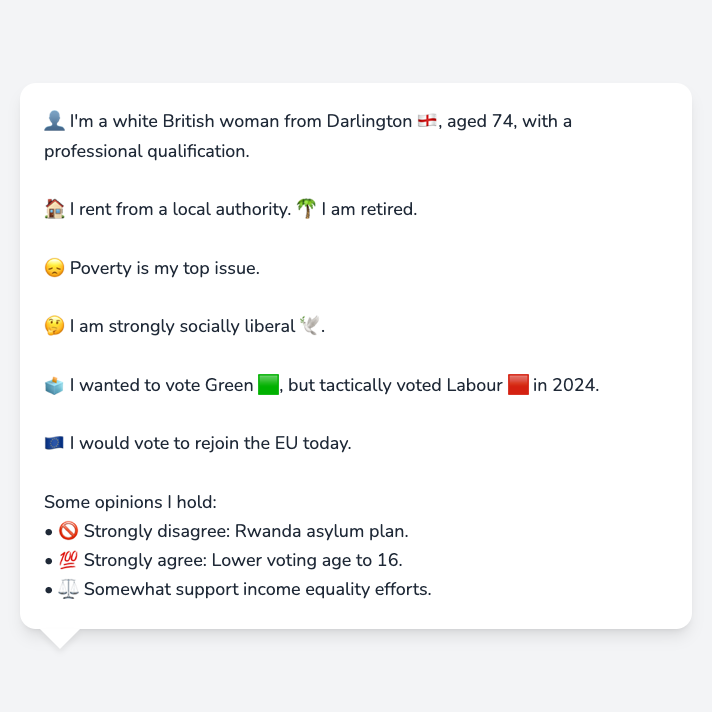 👤 I'm a white British woman from Darlington 🏴󠁧󠁢󠁥󠁮󠁧󠁿, aged 74, with a
professional qualification.
🏠 I rent from a local authority. 🌴 I am retired.
😞 Poverty is my top issue.
🤔 I am strongly socially liberal 🕊️.
🗳️ I wanted to vote Green 🟩, but tactically voted Labour 🟥 in 2024.
🇪🇺 I would vote to rejoin the EU today.
Some opinions I hold:
• 🚫 Strongly disagree: Rwanda asylum plan.
• 💯 Strongly agree: Lower voting age to 16.
• ⚖️ Somewhat support income equality efforts.